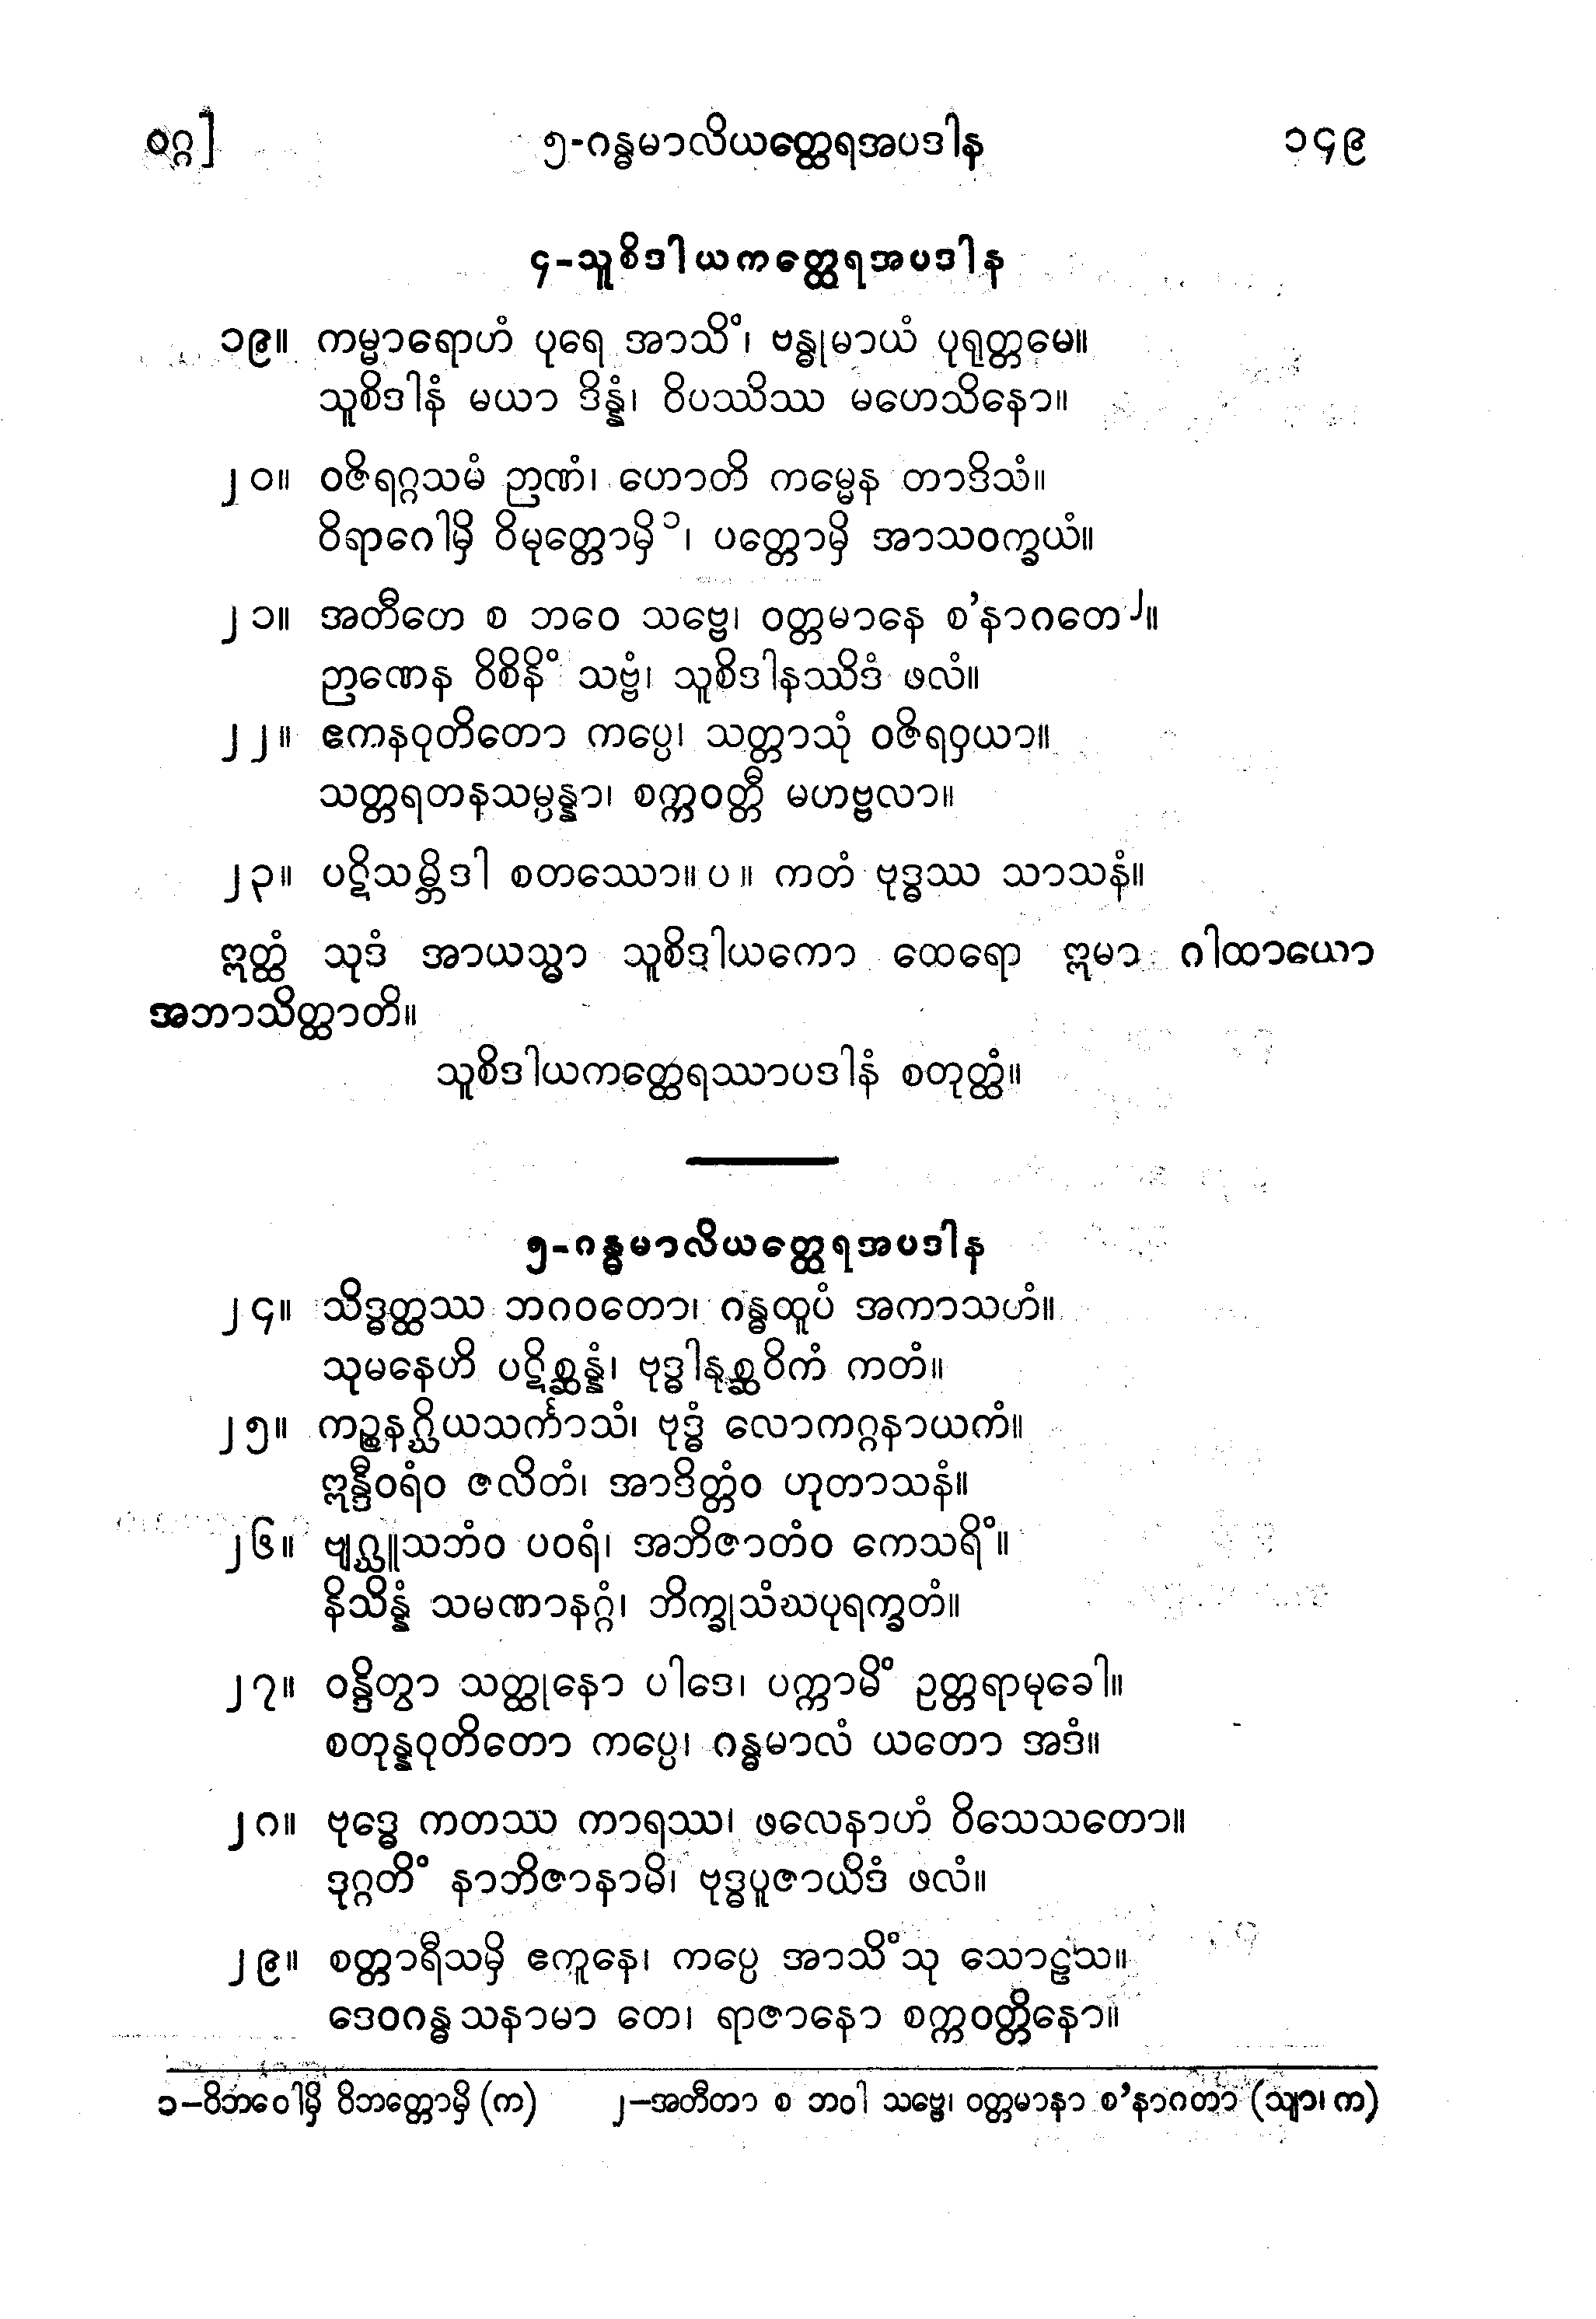 ဝဂ္ဂ] ၅-ဂန္ဓမာလိယတ္ထေရအပဒါန ၁၄၉
၄-သူစိဒါယကတ္ထေရအပဒါန
၁၉။ ကမ္မာရောဟံ ပုရေ အာသိံ၊ ဗန္ဓုမာယံ ပုရုတ္တမေ။
သူစိဒါနံ မယာ ဒိန္နံ၊ ဝိပဿိဿ မဟေသိနော။
၂၀။ ဝဇိရဂ္ဂသမံ ဉာဏံ၊ ဟောတိ ကမ္မေန တာဒိသံ။
ဝိရာဂေါမှိ ဝိမုတ္တောမှိ၁၊ ပတ္တောမှိ အာသဝက္ခယံ။
၂၁။ အတီတေ စ ဘဝေ သဗ္ဗေ၊ ဝတ္တမာနေ စ’နာဂတေ၂။
ဉာဏေန ဝိစိနိံ သဗ္ဗံ၊ သူစိဒါနဿိဒံ ဖလံ။
၂၂။ ဧကနဝုတိတော ကပ္ပေ၊ သတ္တာသုံ ဝဇိရဝှယာ။
သတ္တရတနသမ္ပန္နာ၊ စက္ကဝတ္တီ မဟဗ္ဗလာ။
၂၃။ ပဋိသမ္ဘိဒါ စတဿော။ ပ။ ကတံ ဗုဒ္ဓဿ သာသနံ။
ဣတ္ထံ သုဒံ အာယသ္မာ သူစိဒါယကော ထေရော ဣမာ ဂါထာယော
အဘာသိတ္ထာတိ။
သူစိဒါယကတ္ထေရဿာပဒါနံ စတုတ္ထံ။
၅-ဂန္ဓမာလိယတ္ထေရအပဒါန
၂၄။ သိဒ္ဓတ္ထဿ ဘဂဝတော၊ ဂန္ဓထူပံ အကာသဟံ။
သုမနေဟိ ပဋိစ္ဆန္နံ၊ ဗုဒ္ဓါနုစ္ဆဝိကံ ကတံ။
၂၅။ ကဉ္စနဂ္ဃိယသင်္ကာသံ၊ ဗုဒ္ဓံ လောကဂ္ဂနာယကံ။
ဣန္ဒီဝရံဝ ဇလိတံ၊ အာဒိတ္တံဝ ဟုတာသနံ။
၂၆။ ဗျဂ္ဃူသဘံဝ ပဝရံ၊ အဘိဇာတံဝ ကေသရိံ။
နိသိန္နံ သမဏာနဂ္ဂံ၊ ဘိက္ခုသံဃပုရက္ခတံ။
၂၇။ ဝန္ဒိတွာ သတ္ထုနော ပါဒေ၊ ပက္ကာမိံ ဥတ္တရာမုခေါ။
စတုန္နဝုတိတော ကပ္ပေ၊ ဂန္ဓမာလံ ယတော အဒံ။
၂၈။ ဗုဒ္ဓေ ကတဿ ကာရဿ၊ ဖလေနာဟံ ဝိသေသတော။
ဒုဂ္ဂတိံ နာဘိဇာနာမိ၊ ဗုဒ္ဓပူဇာယိဒံ ဖလံ။
၂၉။ စတ္တာရီသမှိ ဧကူနေ၊ ကပ္ပေ အာသိံသု သောဠသ။
ဒေဝဂန္ဓသနာမာ တေ၊ ရာဇာနော စက္ကဝတ္တိနော။
၁–ဝိဘဝေါမှိ ဝိဘတ္တောမှိ (က) ၂–အတီတာ စ ဘဝါ သဗ္ဗေ၊ ဝတ္တမာနာ စ’နာဂတာ (သျာ၊ က)